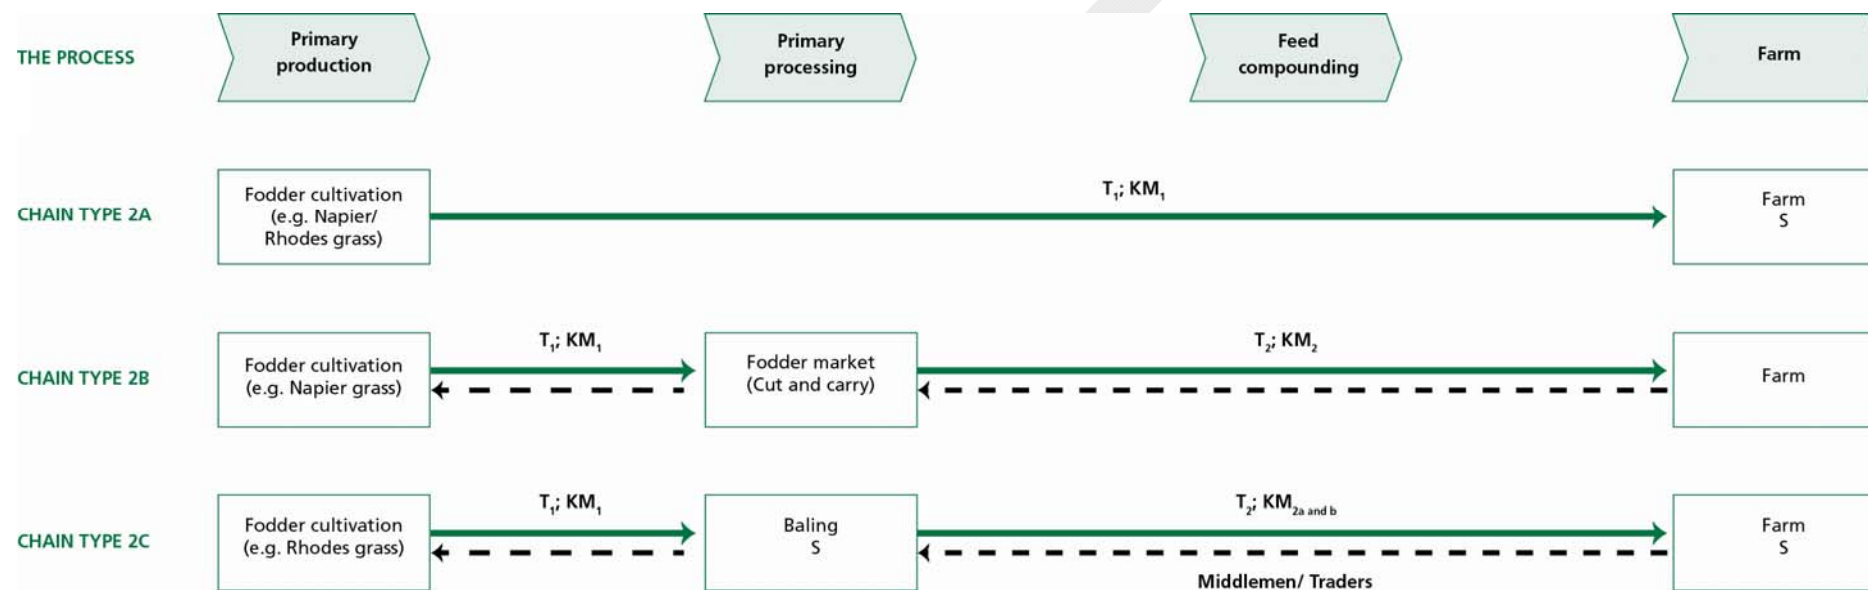 THE PROCESS
Primary
production
Primary
processing
Feed
compounding
Farm
CHAIN TYPE 2A
Fodder cultivation
(e.g. Napier/
Rhodes grass)
T₁; KM₁
Farm
S
CHAIN TYPE 2B
Fodder cultivation
(e.g. Napier grass)
T₁; KM₁
Fodder market
(Cut and carry)
T₂; KM₂
Farm
CHAIN TYPE 2C
Fodder cultivation
(e.g. Rhodes grass)
T₁; KM₁
Baling
S
T₂; KM2a and b
Middlemen/ Traders
Farm
S